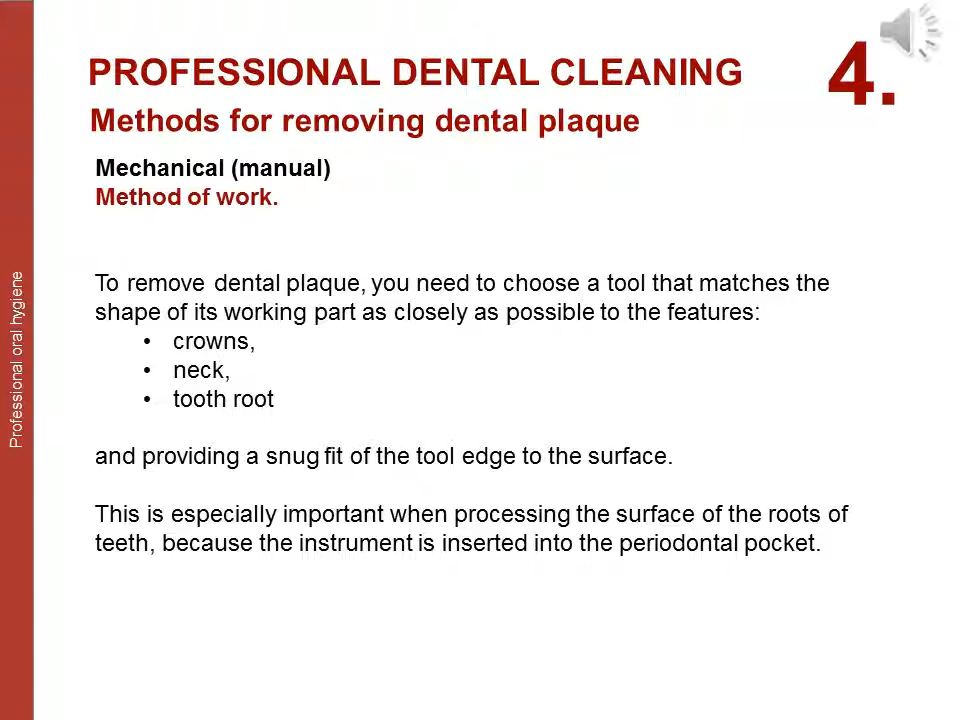 PROFESSIONAL DENTAL CLEANING
4.
Methods for removing dental plaque
Mechanical (manual)
Method of work.
To remove dental plaque, you need to choose a tool that matches the
shape of its working part as closely as possible to the features:
• crowns,
• neck,
• tooth root
and providing a snug fit of the tool edge to the surface.
This is especially important when processing the surface of the roots of
teeth, because the instrument is inserted into the periodontal pocket.
Professional oral hygiene